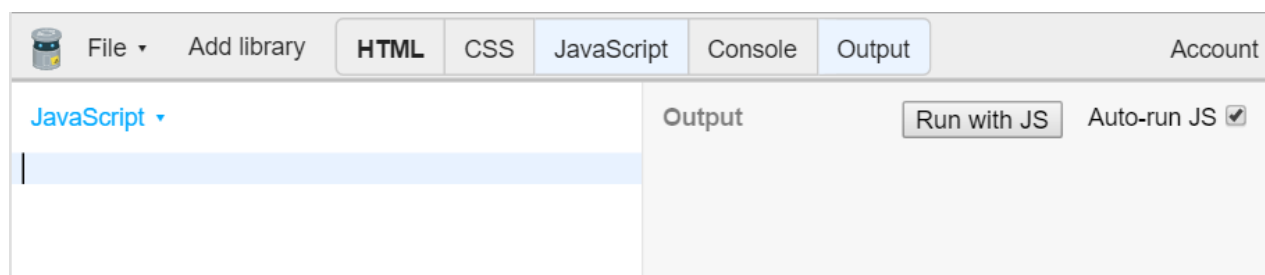 File Add library HTML CSS JavaScript Console Output Account
JavaScript Output Run with JS Auto-run JS